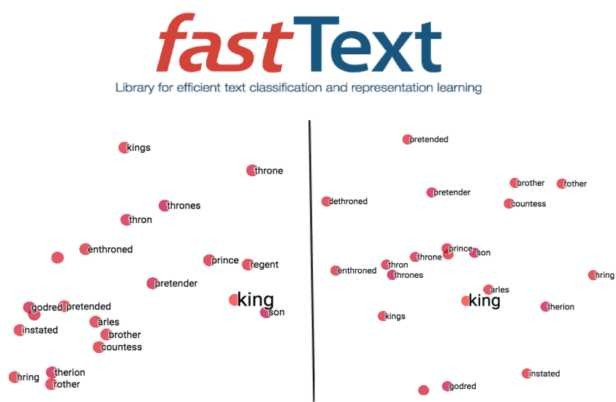 fastText
Library for efficient text classification and representation learning
kings
throne
thrones
thron
enthroned
prince
regent
pretender
king
son
godred
pretended
instated
arles
brother
countess
hring
therion
rother
pretended
brother
rother
pretender
dethroned
countess
prince
son
throne
thron
enthroned
thrones
hring
arles
king
therion
kings
instated
godred